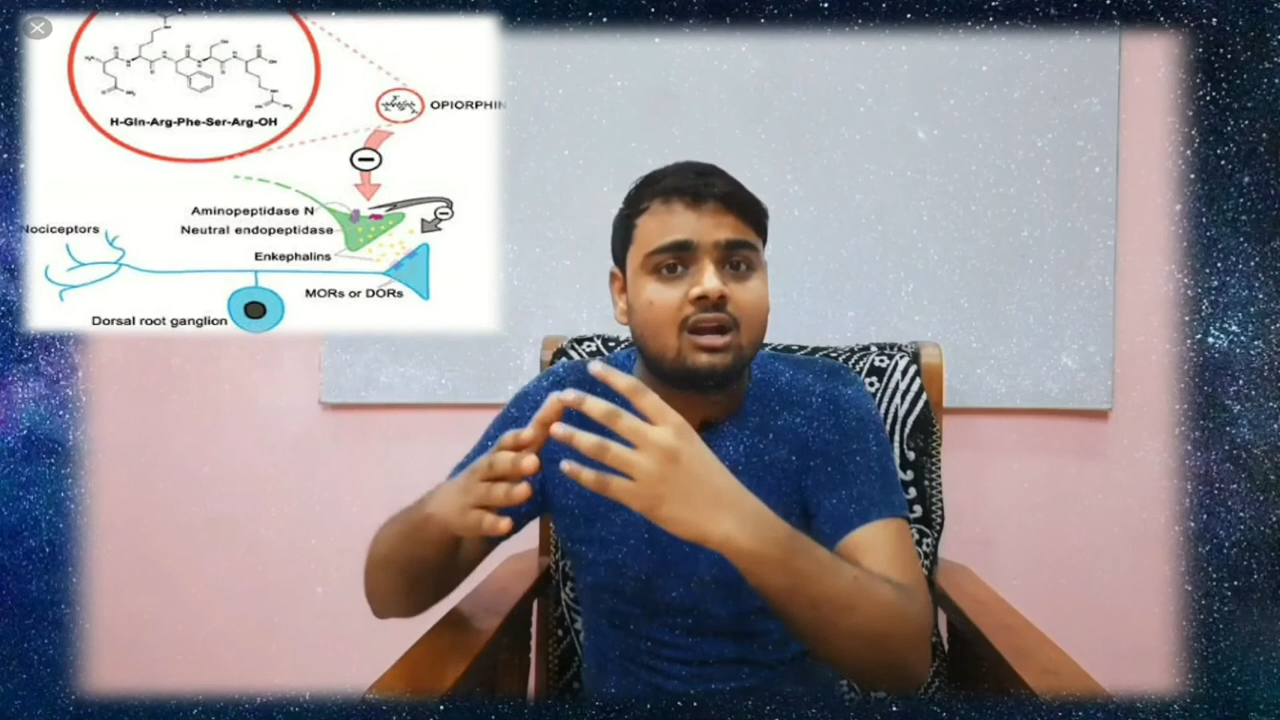 OPIORPHIN
H-Gln-Arg-Phe-Ser-Arg-OH
Aminopeptidase N
Neutral endopeptidase
Nociceptors
Enkephalins
MORs or DORs
Dorsal root ganglion